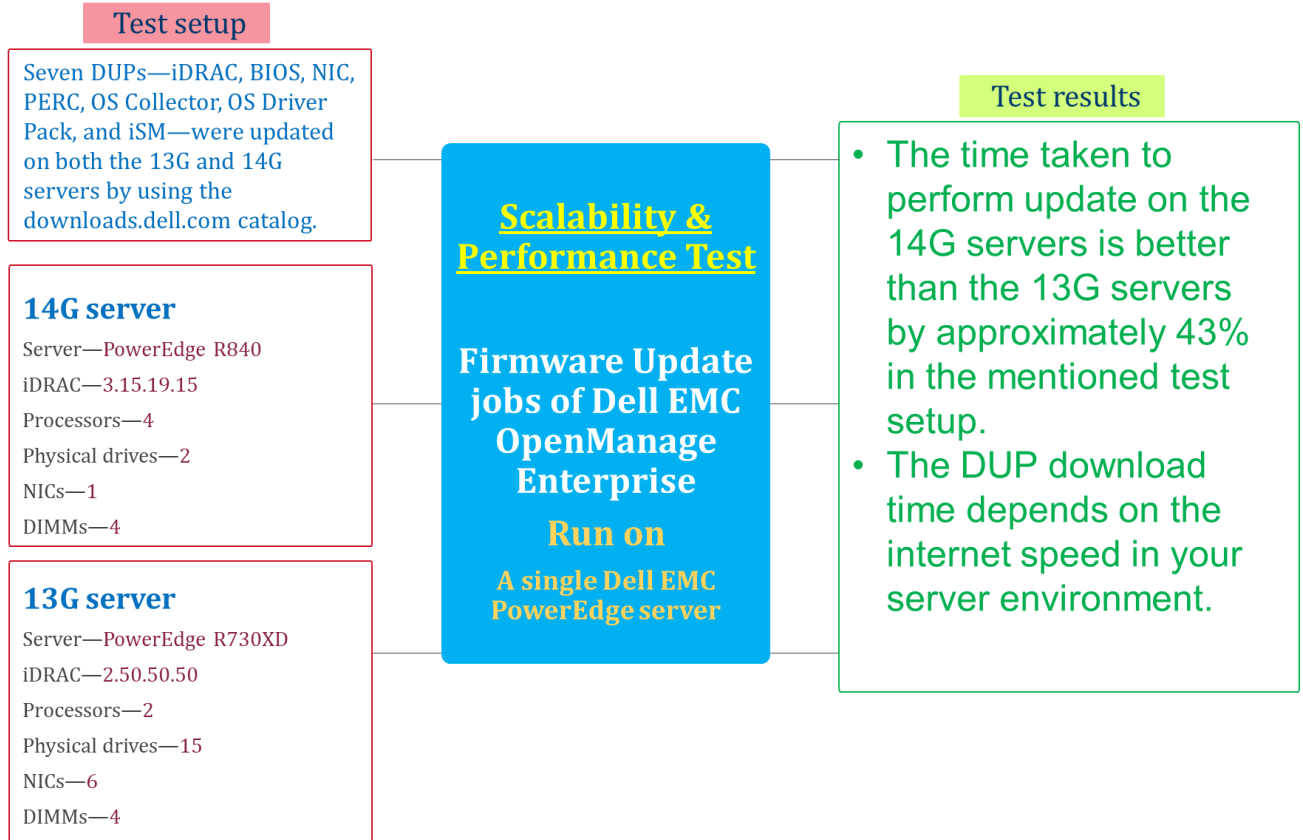 Test setup
Seven DUPs—iDRAC, BIOS, NIC,
PERC, OS Collector, OS Driver
Pack, and iSM—were updated
on both the 13G and 14G
servers by using the
downloads.dell.com catalog.
14G server
Server—PowerEdge R840
iDRAC—3.15.19.15
Processors—4
Physical drives—2
NICs—1
DIMMs—4
13G server
Server—PowerEdge R730XD
iDRAC—2.50.50.50
Processors—2
Physical drives—15
NICs—6
DIMMs—4
Scalability &
Performance Test
Firmware Update
jobs of Dell EMC
OpenManage
Enterprise
Run on
A single Dell EMC
PowerEdge server
Test results
• The time taken to
perform update on the
14G servers is better
than the 13G servers
by approximately 43%
in the mentioned test
setup.
• The DUP download
time depends on the
internet speed in your
server environment.